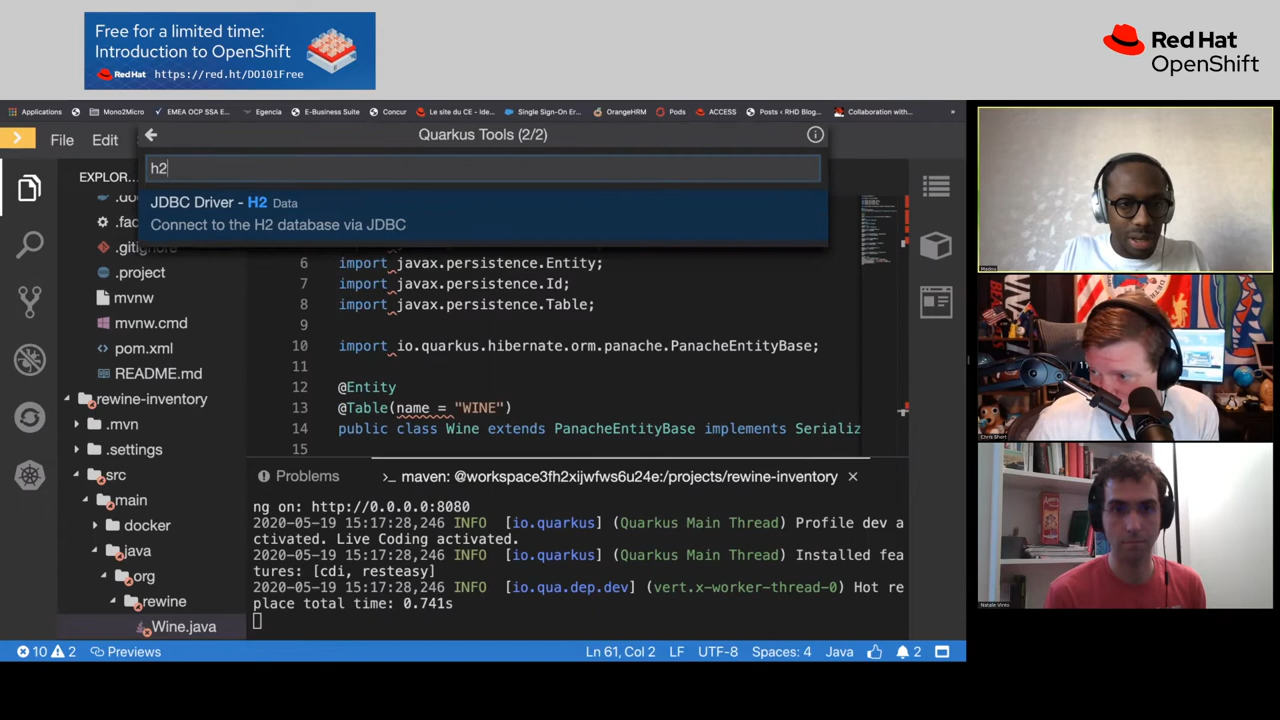 Free for a limited time:
Introduction to OpenShift
Red Hat https://red.ht/DO101Free
Red Hat
OpenShift
Applications Mono2Micro EMEA OCP SSA E... Egencia E-Business Suite Concur Le site du CE - ide... Single Sign-On Er... OrangeHRM Pods ACCESS Posts ‹ RHD Blog... Collaboration with... »
File Edit Quarkus Tools (2/2)
h2
JDBC Driver - H2 Data
Connect to the H2 database via JDBC
EXPLOR...
.gitignore
.project
mvnw
mvnw.cmd
pom.xml
README.md
rewine-inventory
.mvn
.settings
src
main
docker
java
org
rewine
Wine.java
6 import javax.persistence.Entity;
7 import javax.persistence.Id;
8 import javax.persistence.Table;
9
10 import io.quarkus.hibernate.orm.panache.PanacheEntityBase;
11
12 @Entity
13 @Table(name = "WINE")
14 public class Wine extends PanacheEntityBase implements Serializ
15
Problems >_ maven: @workspace3fh2xijwfws6u24e:/projects/rewine-inventory ×
ng on: http://0.0.0.0:8080
2020-05-19 15:17:28,246 INFO [io.quarkus] (Quarkus Main Thread) Profile dev a
ctivated. Live Coding activated.
2020-05-19 15:17:28,246 INFO [io.quarkus] (Quarkus Main Thread) Installed fea
tures: [cdi, resteasy]
2020-05-19 15:17:28,246 INFO [io.qua.dep.dev] (vert.x-worker-thread-0) Hot re
place total time: 0.741s
10 2 Previews Ln 61, Col 2 LF UTF-8 Spaces: 4 Java 2
Chris Short
Natale Vinto